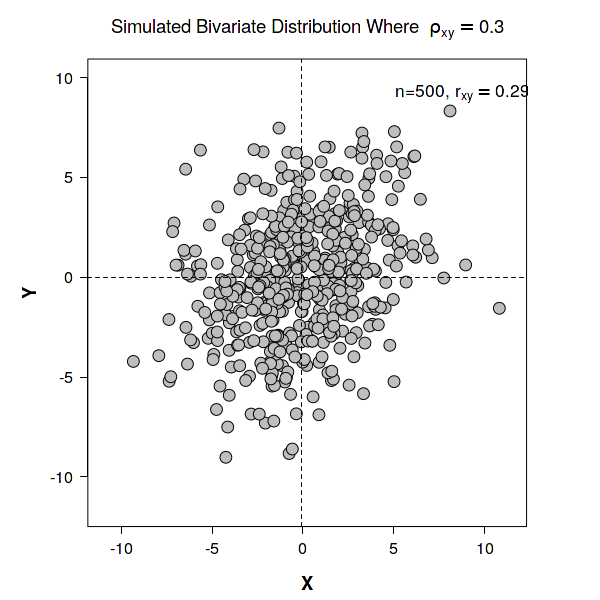 Simulated Bivariate Distribution Where ρxy = 0.3
n=500, rxy = 0.29
10
5
0
-5
-10
Y
-10 -5 0 5 10
X